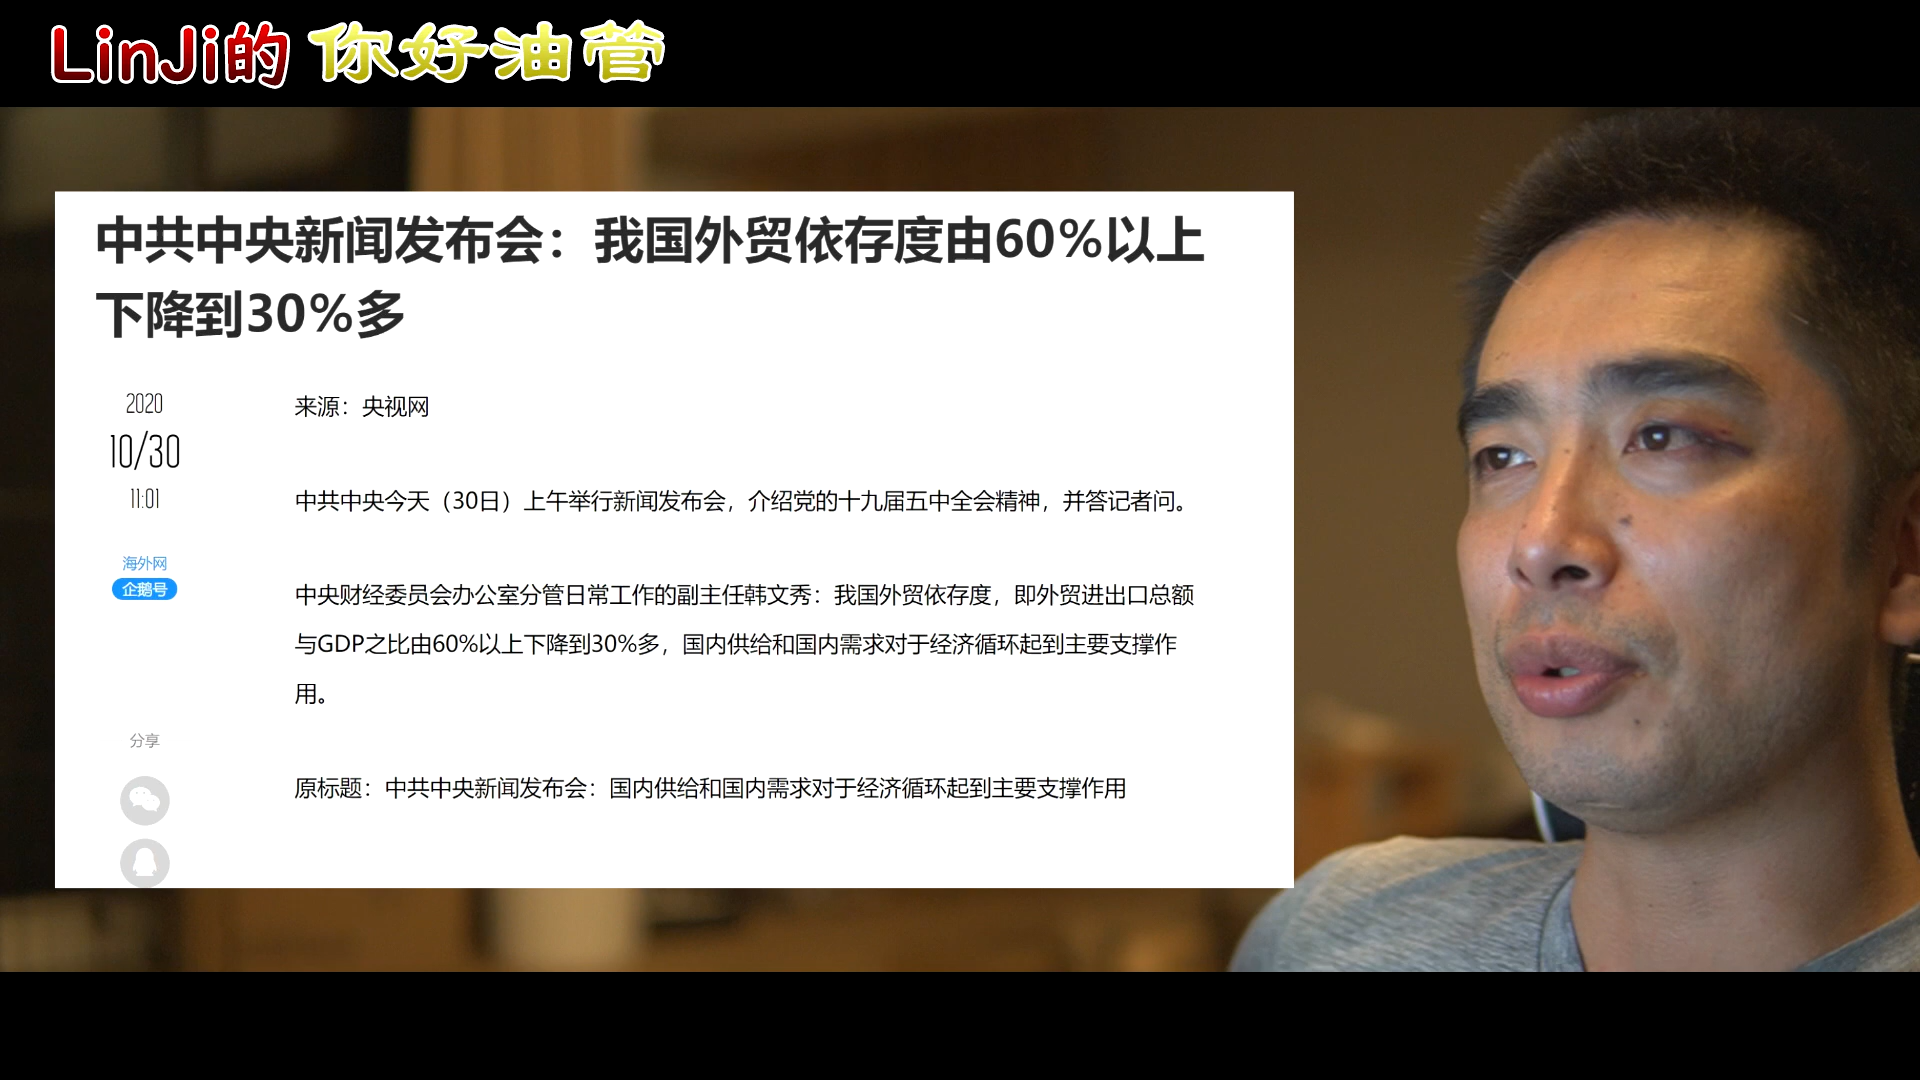 LinJi的 你好油管
中共中央新闻发布会：我国外贸依存度由60%以上
下降到30%多
2020
10/30
11:01
海外网
企鹅号
分享
来源：央视网
中共中央今天（30日）上午举行新闻发布会，介绍党的十九届五中全会精神，并答记者问。
中央财经委员会办公室分管日常工作的副主任韩文秀：我国外贸依存度，即外贸进出口总额
与GDP之比由60%以上下降到30%多，国内供给和国内需求对于经济循环起到主要支撑作
用。
原标题：中共中央新闻发布会：国内供给和国内需求对于经济循环起到主要支撑作用